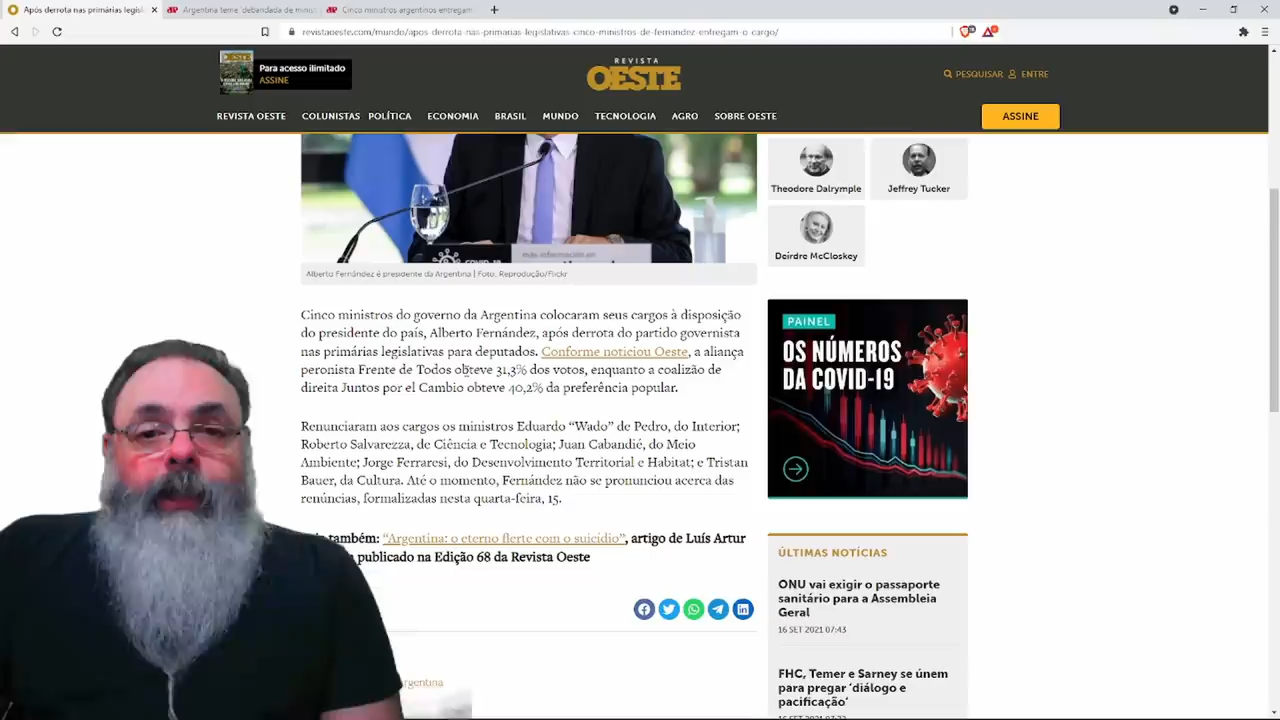 Após derrota nas primárias legisl
Argentina teme 'debandada de minist
Cinco ministros argentinos entregam
revistaoeste.com/mundo/apos-derrota-nas-primarias-legislativas-cinco-ministros-de-fernandez-entregam-o-cargo/
Para acesso ilimitado
ASSINE
REVISTA
OESTE
PESQUISAR
ENTRE
REVISTA OESTE
COLUNISTAS
POLÍTICA
ECONOMIA
BRASIL
MUNDO
TECNOLOGIA
AGRO
SOBRE OESTE
ASSINE
Alberto Fernández é presidente da Argentina | Foto: Reprodução/Flickr
Cinco ministros do governo da Argentina colocaram seus cargos à disposição
do presidente do país, Alberto Fernández, após derrota do partido governista
nas primárias legislativas para deputados. Conforme noticiou Oeste, a aliança
peronista Frente de Todos obteve 31,3% dos votos, enquanto a coalizão de
direita Juntos por el Cambio obteve 40,2% da preferência popular.
Renunciaram aos cargos os ministros Eduardo “Wado” de Pedro, do Interior;
Roberto Salvarezza, de Ciência e Tecnologia; Juan Cabandié, do Meio
Ambiente; Jorge Ferraresi, do Desenvolvimento Territorial e Habitat; e Tristan
Bauer, da Cultura. Até o momento, Fernández não se pronunciou acerca das
renúncias, formalizadas nesta quarta-feira, 15.
também: “Argentina: o eterno flerte com o suicídio”, artigo de Luís Artur
publicado na Edição 68 da Revista Oeste
rgentina
Theodore Dalrymple
Jeffrey Tucker
Deirdre McCloskey
PAINEL
OS NÚMEROS
DA COVID-19
ÚLTIMAS NOTÍCIAS
ONU vai exigir o passaporte
sanitário para a Assembleia
Geral
16 SET 2021 07:43
FHC, Temer e Sarney se únem
para pregar ‘diálogo e
pacificação’